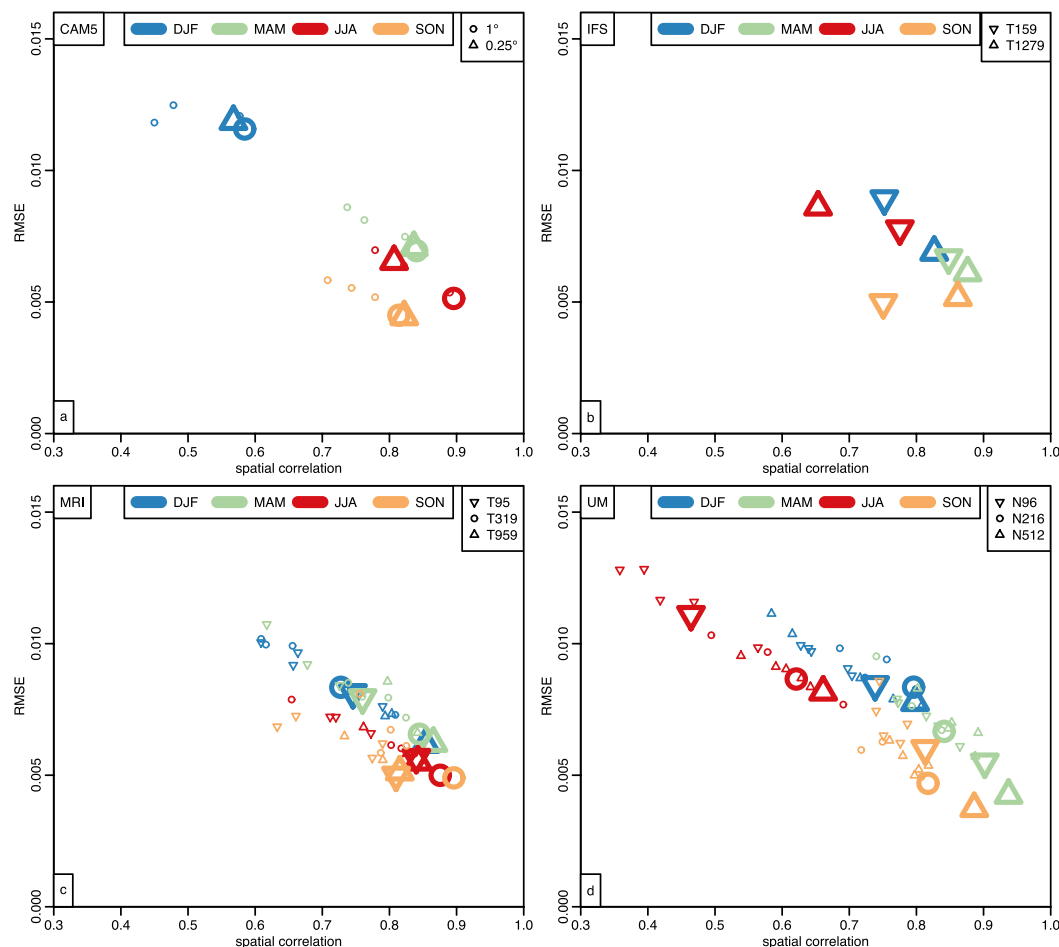 CAM5 DJF MAM JJA SON 1°
0.25°
0.015
0.010
RMSE
0.005
0.000
a
0.3 0.4 0.5 0.6 0.7 0.8 0.9 1.0
spatial correlation
IFS DJF MAM JJA SON T159
T1279
0.015
0.010
RMSE
0.005
0.000
b
0.3 0.4 0.5 0.6 0.7 0.8 0.9 1.0
spatial correlation
MRI DJF MAM JJA SON T95
T319
T959
0.015
0.010
RMSE
0.005
0.000
c
0.3 0.4 0.5 0.6 0.7 0.8 0.9 1.0
spatial correlation
UM DJF MAM JJA SON N96
N216
N512
0.015
0.010
RMSE
0.005
0.000
d
0.3 0.4 0.5 0.6 0.7 0.8 0.9 1.0
spatial correlation